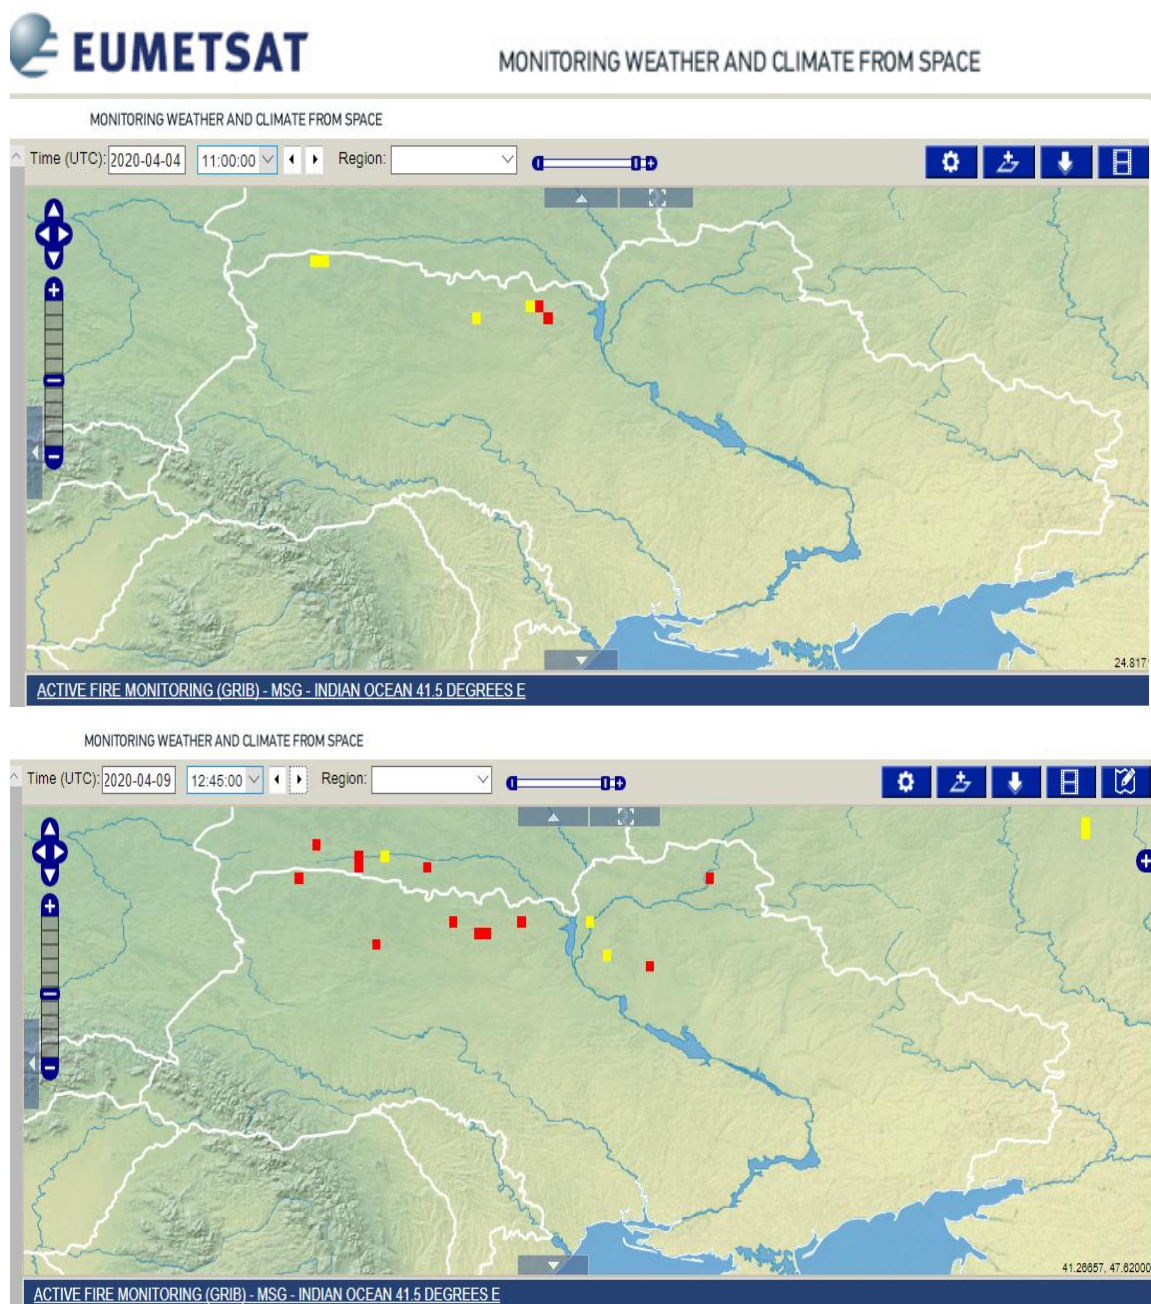 EUMETSAT
MONITORING WEATHER AND CLIMATE FROM SPACE
MONITORING WEATHER AND CLIMATE FROM SPACE
Time (UTC): 2020-04-04 11:00:00 Region:
24.817
ACTIVE FIRE MONITORING (GRIB) - MSG - INDIAN OCEAN 41.5 DEGREES E
MONITORING WEATHER AND CLIMATE FROM SPACE
Time (UTC): 2020-04-09 12:45:00 Region:
41.26657, 47.62000
ACTIVE FIRE MONITORING (GRIB) - MSG - INDIAN OCEAN 41.5 DEGREES E